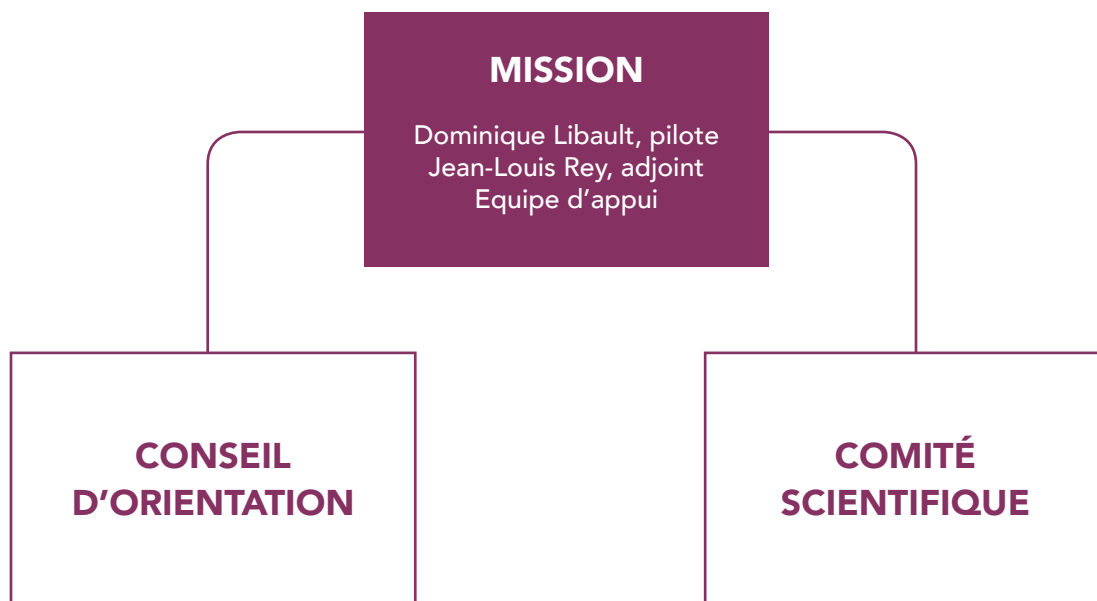 MISSION
Dominique Libault, pilote
Jean-Louis Rey, adjoint
Equipe d’appui
CONSEIL
D’ORIENTATION
COMITÉ
SCIENTIFIQUE